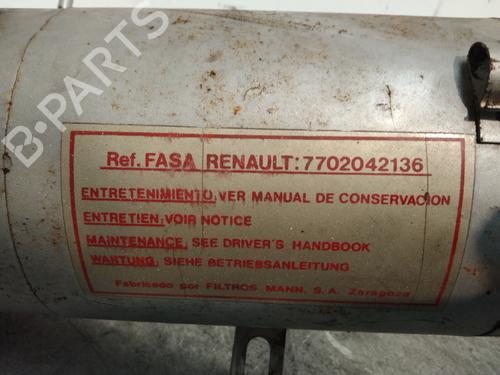 B-PARTS
Ref. FASA RENAULT: 7702042136
ENTRETENIMIENTO: VER MANUAL DE CONSERVACION
ENTRETIEN: VOIR NOTICE
MAINTENANCE: SEE DRIVER'S HANDBOOK
WARTUNG: SIEHE BETRIEBSANLEITUNG
Fabricado por FILTROS MANN, S.A. Zaragoza